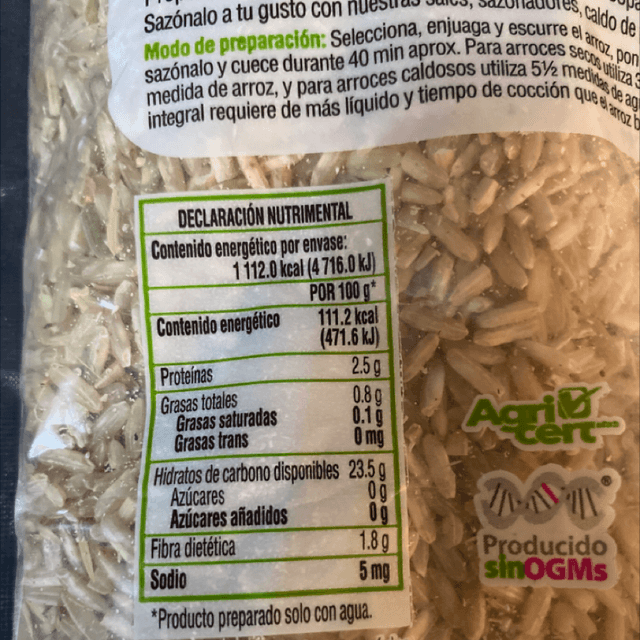 Sazónalo a tu gusto con nuestras sales, sazonadores, caldo de
Modo de preparación: Selecciona, enjuaga y escurre el arroz, pon
sazónalo y cuece durante 40 min aprox. Para arroces secos utiliza 3
medida de arroz, y para arroces caldosos utiliza 5½ medidas de ag
integral requiere de más líquido y tiempo de cocción que el arroz b
DECLARACIÓN NUTRIMENTAL
Contenido energético por envase:
1 112.0 kcal (4 716.0 kJ)
POR 100 g*
Contenido energético 111.2 kcal
(471.6 kJ)
Proteínas 2.5 g
Grasas totales 0.8 g
Grasas saturadas 0.1 g
Grasas trans 0 mg
Hidratos de carbono disponibles 23.5 g
Azúcares 0 g
Azúcares añadidos 0 g
Fibra dietética 1.8 g
Sodio 5 mg
*Producto preparado solo con agua.
Agri
cert
Producido
sinOGMs